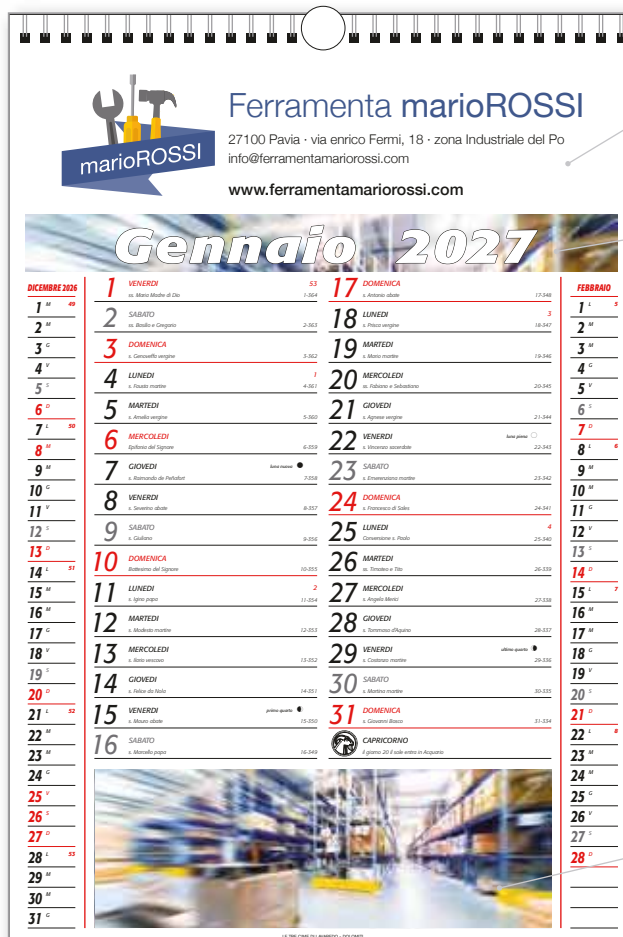 marioROSSI
Ferramenta marioROSSI
27100 Pavia · via enrico Fermi, 18 · zona Industriale del Po
info@ferramentamariorossi.com
www.ferramentamariorossi.com
Gennaio 2027
DICEMBRE 2026
1 M 49
2 M
3 G
4 V
5 S
6 D
7 L 50
8 M
9 M
10 G
11 V
12 S
13 D
14 L 51
15 M
16 M
17 G
18 V
19 S
20 D
21 L 52
22 M
23 M
24 G
25 V
26 S
27 D
28 L 53
29 M
30 M
31 G
1 VENERDI 53
ss. Maria Madre di Dio 1-364
2 SABATO
ss. Basilio e Gregorio 2-363
3 DOMENICA
s. Genoveffa vergine 3-362
4 LUNEDI 1
s. Fausta martire 4-361
5 MARTEDI
s. Amelia vergine 5-360
6 MERCOLEDI
Epifania del Signore 6-359
7 GIOVEDI luna nuova
s. Raimondo de Peñafort 7-358
8 VENERDI
s. Severino abate 8-357
9 SABATO
s. Giuliano 9-356
10 DOMENICA
Battesimo del Signore 10-355
11 LUNEDI 2
s. Igino papa 11-354
12 MARTEDI
s. Modesto martire 12-353
13 MERCOLEDI
s. Ilario vescovo 13-352
14 GIOVEDI
s. Felice da Nola 14-351
15 VENERDI primo quarto
s. Mauro abate 15-350
16 SABATO
s. Marcello papa 16-349
17 DOMENICA
s. Antonio abate 17-348
18 LUNEDI 3
s. Prisca vergine 18-347
19 MARTEDI
s. Mario martire 19-346
20 MERCOLEDI
ss. Fabiano e Sebastiano 20-345
21 GIOVEDI
s. Agnese vergine 21-344
22 VENERDI luna piena
s. Vincenzo sacerdote 22-343
23 SABATO
s. Emerenziana martire 23-342
24 DOMENICA
s. Francesco di Sales 24-341
25 LUNEDI 4
Conversione s. Paolo 25-340
26 MARTEDI
ss. Timoteo e Tito 26-339
27 MERCOLEDI
s. Angela Merici 27-338
28 GIOVEDI
s. Tommaso d'Aquino 28-337
29 VENERDI ultimo quarto
s. Costanzo martire 29-336
30 SABATO
s. Martina martire 30-335
31 DOMENICA
s. Giovanni Bosco 31-334
CAPRICORNO
il giorno 20 il sole entra in Acquario
FEBBRAIO
1 L 5
2 M
3 M
4 G
5 V
6 S
7 D
8 L 6
9 M
10 M
11 G
12 V
13 S
14 D
15 L 7
16 M
17 M
18 G
19 V
20 S
21 D
22 L 8
23 M
24 M
25 G
26 V
27 S
28 D
LE TRE CIME DI LAVAREDO - DOLOMITI